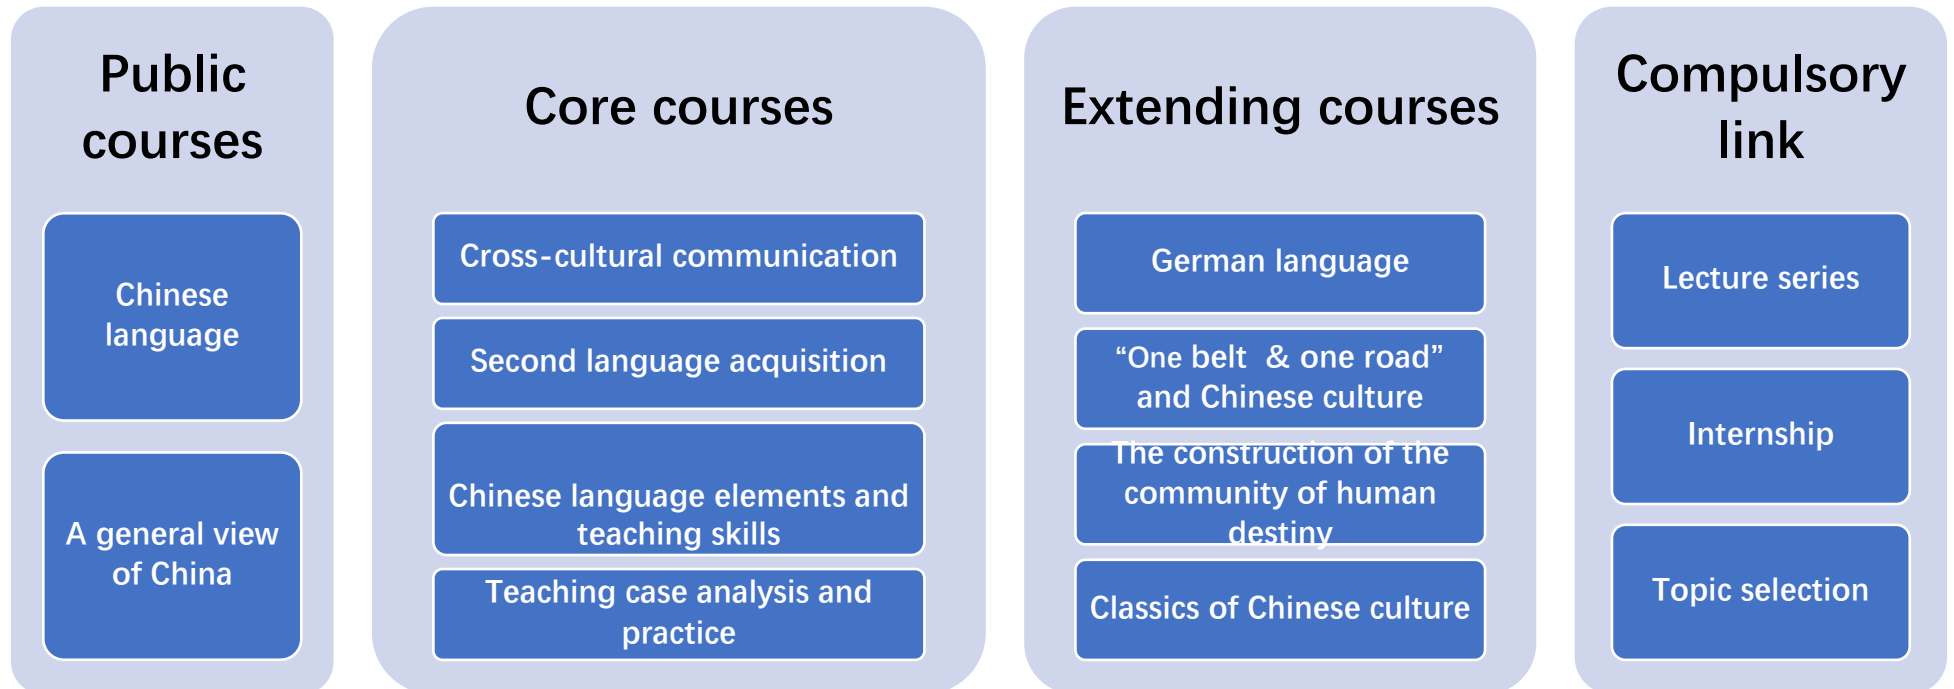 Public
courses
Chinese
language
A general view
of China
Core courses
Cross-cultural communication
Second language acquisition
Chinese language elements and
teaching skills
Teaching case analysis and
practice
Extending courses
German language
“One belt & one road”
and Chinese culture
The construction of the
community of human
destiny
Classics of Chinese culture
Compulsory
link
Lecture series
Internship
Topic selection